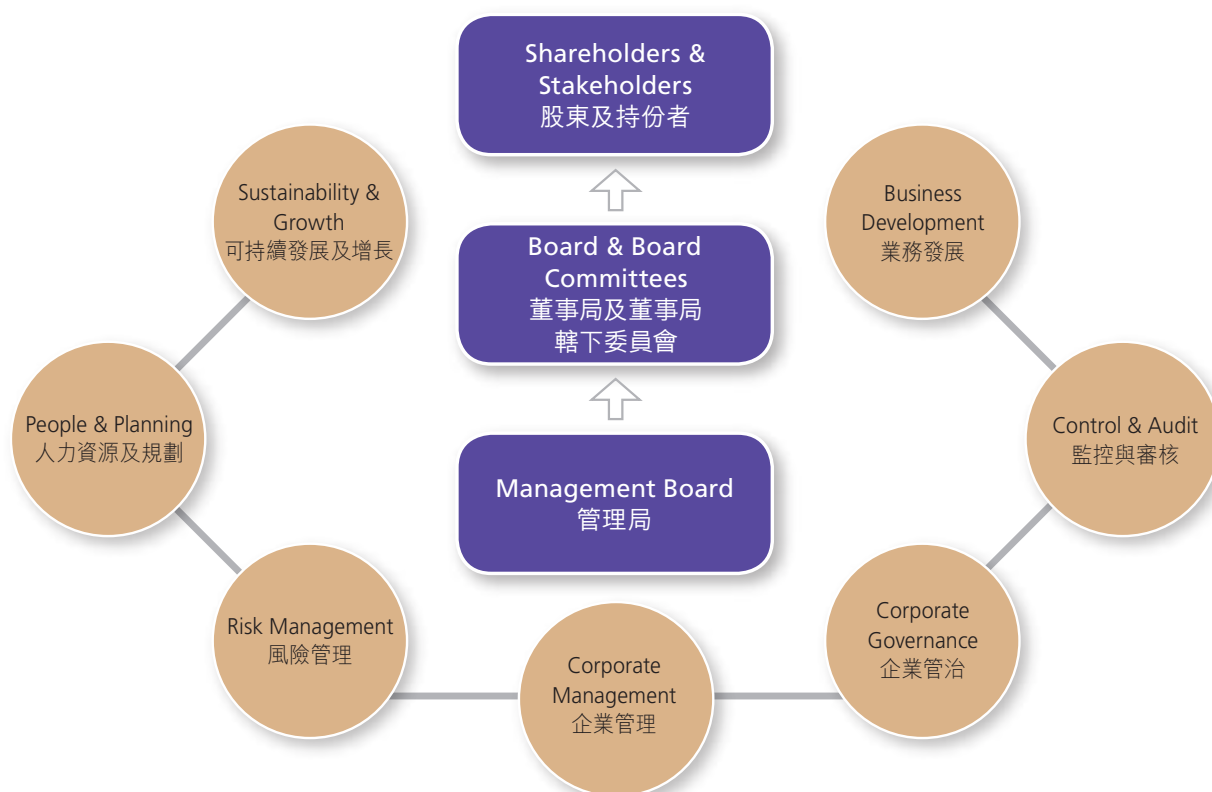 Shareholders &
Stakeholders
股東及持份者
Sustainability &
Growth
可持續發展及增長
Business
Development
業務發展
Board & Board
Committees
董事局及董事局
轄下委員會
People & Planning
人力資源及規劃
Control & Audit
監控與審核
Management Board
管理局
Risk Management
風險管理
Corporate
Management
企業管理
Corporate
Governance
企業管治